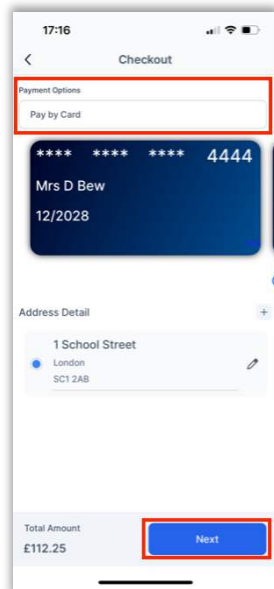 17:16
Checkout
Payment Options
Pay by Card
**** **** **** 4444
Mrs D Bew
12/2028
Address Detail
1 School Street
London
SC1 2AB
Total Amount
£112.25
Next